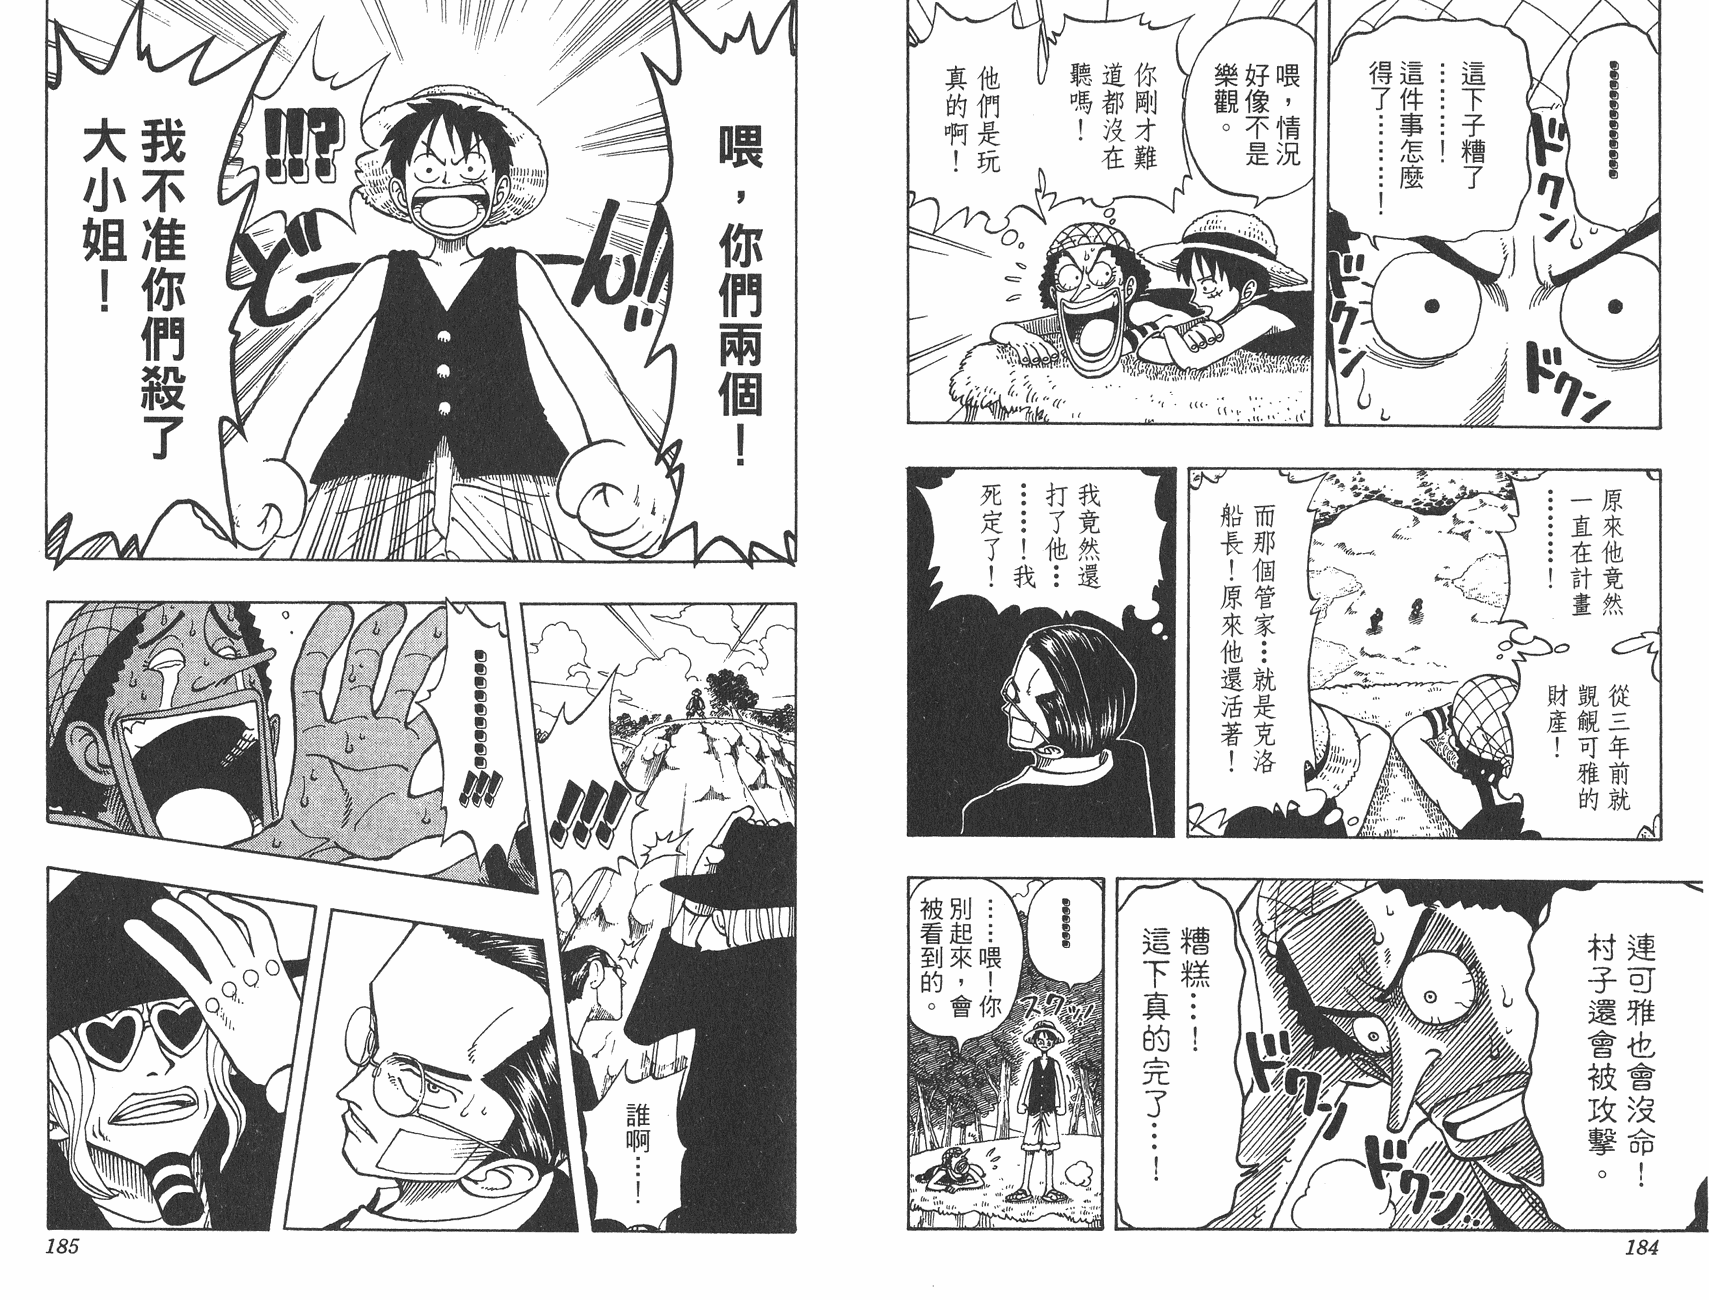 ⋯⋯⋯⋯⋯
這下子糟了
⋯⋯⋯！
這件事怎麼
得了⋯⋯⋯！
ドクン
ドクン
ドクン
喂，情況
好像不是
樂觀。
你剛才難
道都沒在
聽嗎！
他們是玩
真的啊！
原來他竟然
一直在計畫
⋯⋯⋯！
從三年前就
覬覦可雅的
財產！
而那個管家⋯就是克洛
船長！原來他還活著！
我竟然還
打了他⋯
⋯⋯！我
死定了！
連可雅也會沒命！
村子還會被攻擊。
糟糕⋯！
這下真的完了⋯！
ドクン
ドクン
⋯⋯⋯
⋯⋯喂！你
別起來，會
被看到的。
スクッ！
184
喂，你們兩個！
!!!?
どーん!!
我不准你們殺了
大小姐！
!!!
⋯⋯⋯⋯⋯!!!
誰啊⋯！
185